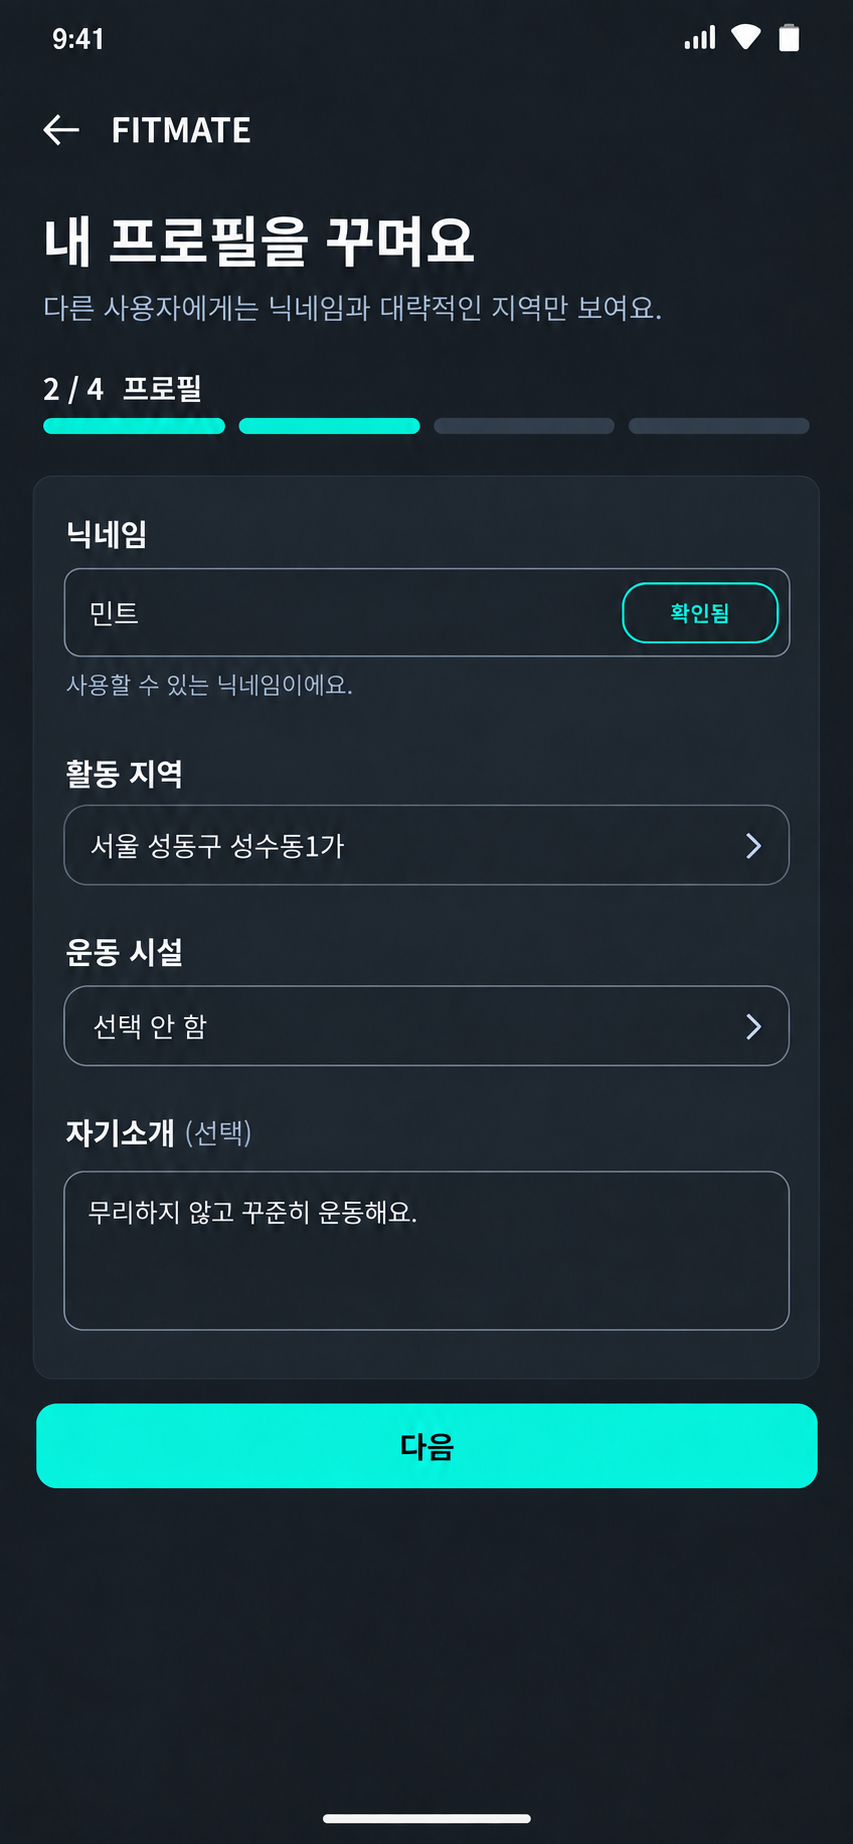 9:41
FITMATE
내 프로필을 꾸며요
다른 사용자에게는 닉네임과 대략적인 지역만 보여요.
2 / 4 프로필
닉네임
민트
확인됨
사용할 수 있는 닉네임이에요.
활동 지역
서울 성동구 성수동1가
운동 시설
선택 안 함
자기소개 (선택)
무리하지 않고 꾸준히 운동해요.
다음